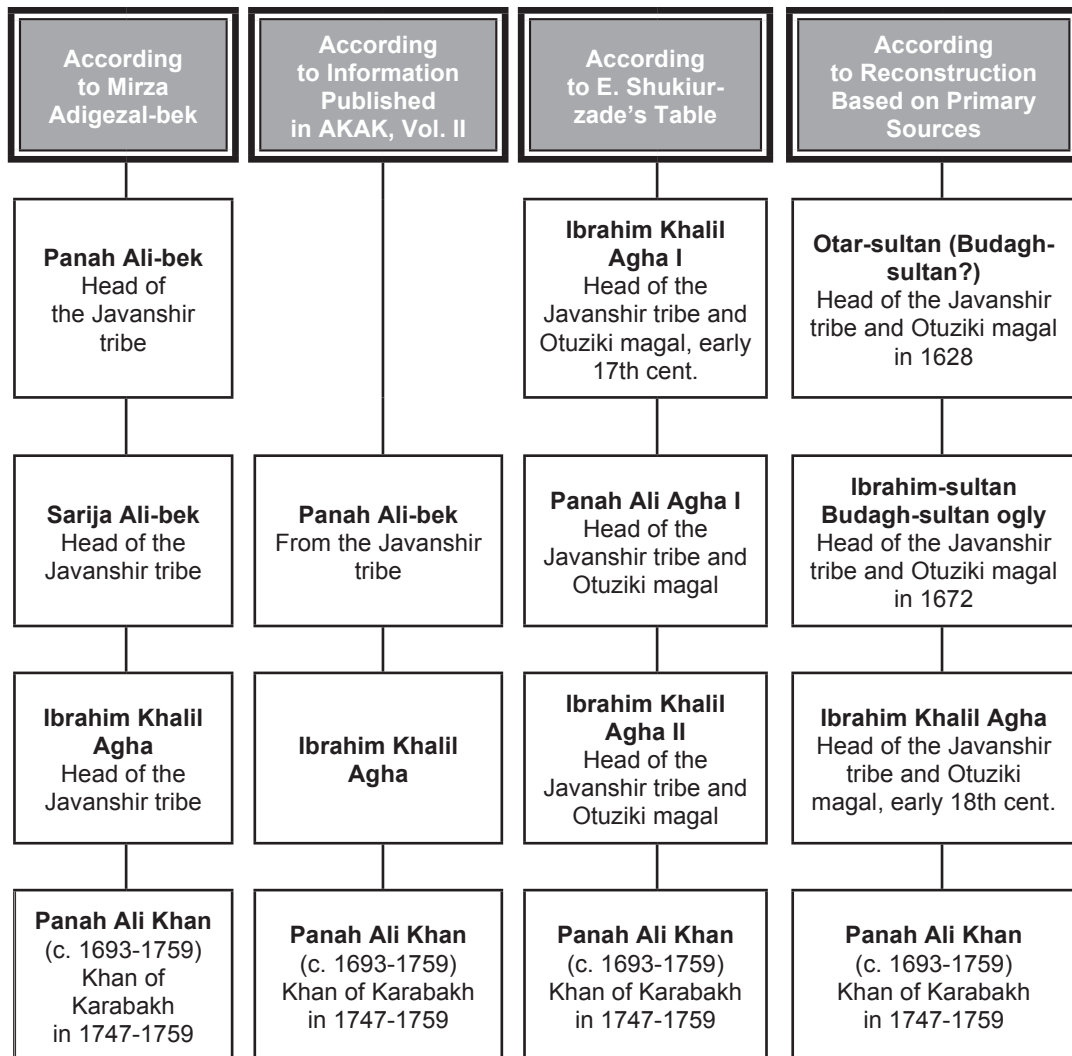 According
to Mirza
Adigezal-bek
According
to Information
Published
in AKAK, Vol. II
According
to E. Shukiur-
zade's Table
According
to Reconstruction
Based on Primary
Sources
Panah Ali-bek
Head of
the Javanshir
tribe
Ibrahim Khalil
Agha I
Head of the
Javanshir tribe and
Otuziki magal, early
17th cent.
Otar-sultan (Budagh-
sultan?)
Head of the Javanshir
tribe and Otuziki magal
in 1628
Sarija Ali-bek
Head of the
Javanshir tribe
Panah Ali-bek
From the Javanshir
tribe
Panah Ali Agha I
Head of the
Javanshir tribe and
Otuziki magal
Ibrahim-sultan
Budagh-sultan ogly
Head of the Javanshir
tribe and Otuziki magal
in 1672
Ibrahim Khalil
Agha
Head of the
Javanshir tribe
Ibrahim Khalil
Agha
Ibrahim Khalil
Agha II
Head of the
Javanshir tribe and
Otuziki magal
Ibrahim Khalil Agha
Head of the Javanshir
tribe and Otuziki
magal, early 18th cent.
Panah Ali Khan
(c. 1693-1759)
Khan of
Karabakh
in 1747-1759
Panah Ali Khan
(c. 1693-1759)
Khan of Karabakh
in 1747-1759
Panah Ali Khan
(c. 1693-1759)
Khan of Karabakh
in 1747-1759
Panah Ali Khan
(c. 1693-1759)
Khan of Karabakh
in 1747-1759